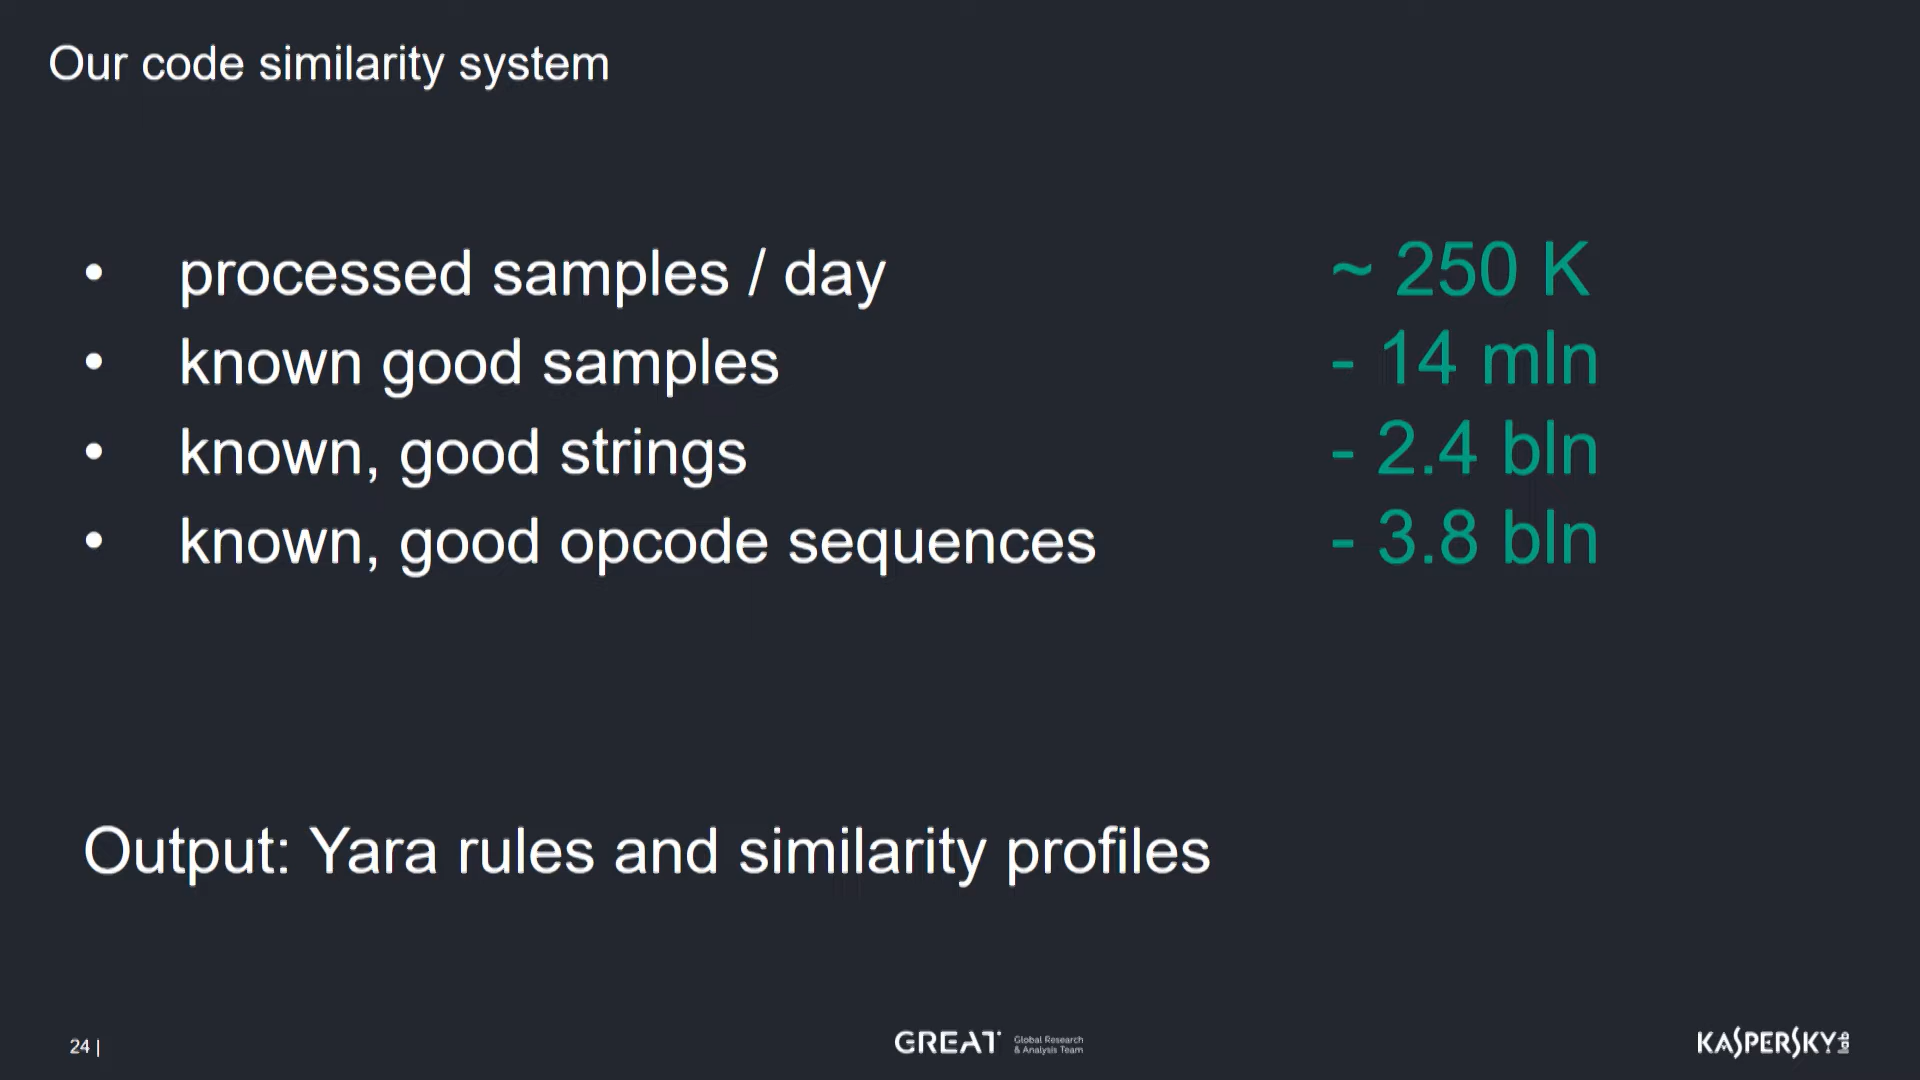 Our code similarity system
• processed samples / day ~ 250 K
• known good samples - 14 mln
• known, good strings - 2.4 bln
• known, good opcode sequences - 3.8 bln
Output: Yara rules and similarity profiles
24 |
GREAT Global Research
& Analysis Team
KASPERSKY lab